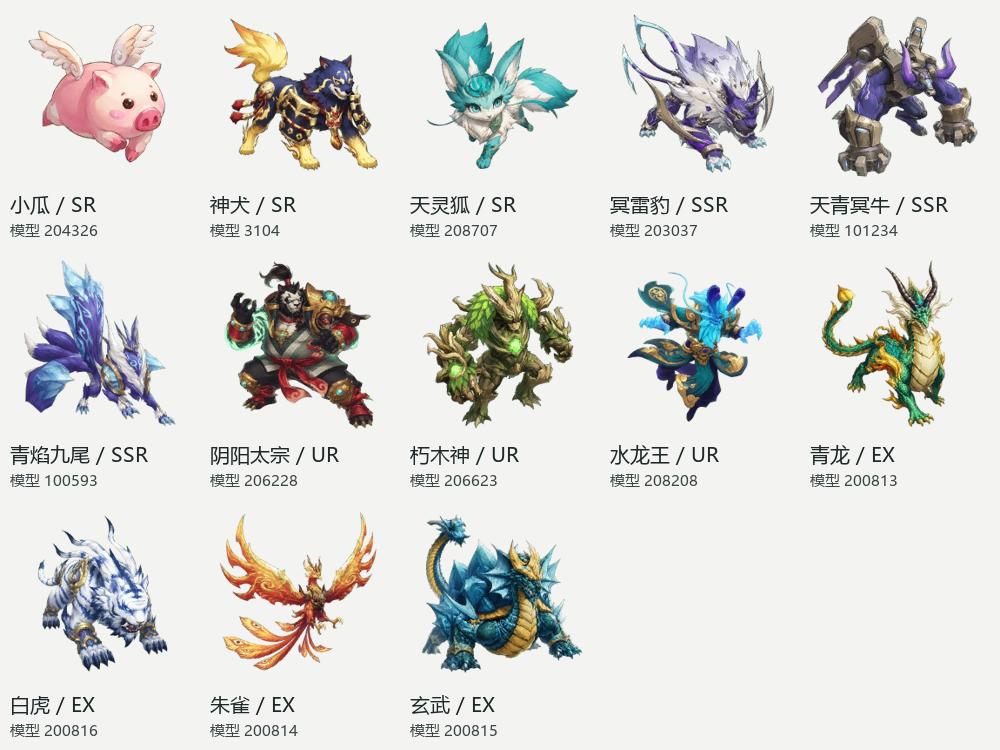 小瓜 / SR
模型 204326
神犬 / SR
模型 3104
天灵狐 / SR
模型 208707
冥雷豹 / SSR
模型 203037
天青冥牛 / SSR
模型 101234
青焰九尾 / SSR
模型 100593
阴阳太宗 / UR
模型 206228
朽木神 / UR
模型 206623
水龙王 / UR
模型 208208
青龙 / EX
模型 200813
白虎 / EX
模型 200816
朱雀 / EX
模型 200814
玄武 / EX
模型 200815